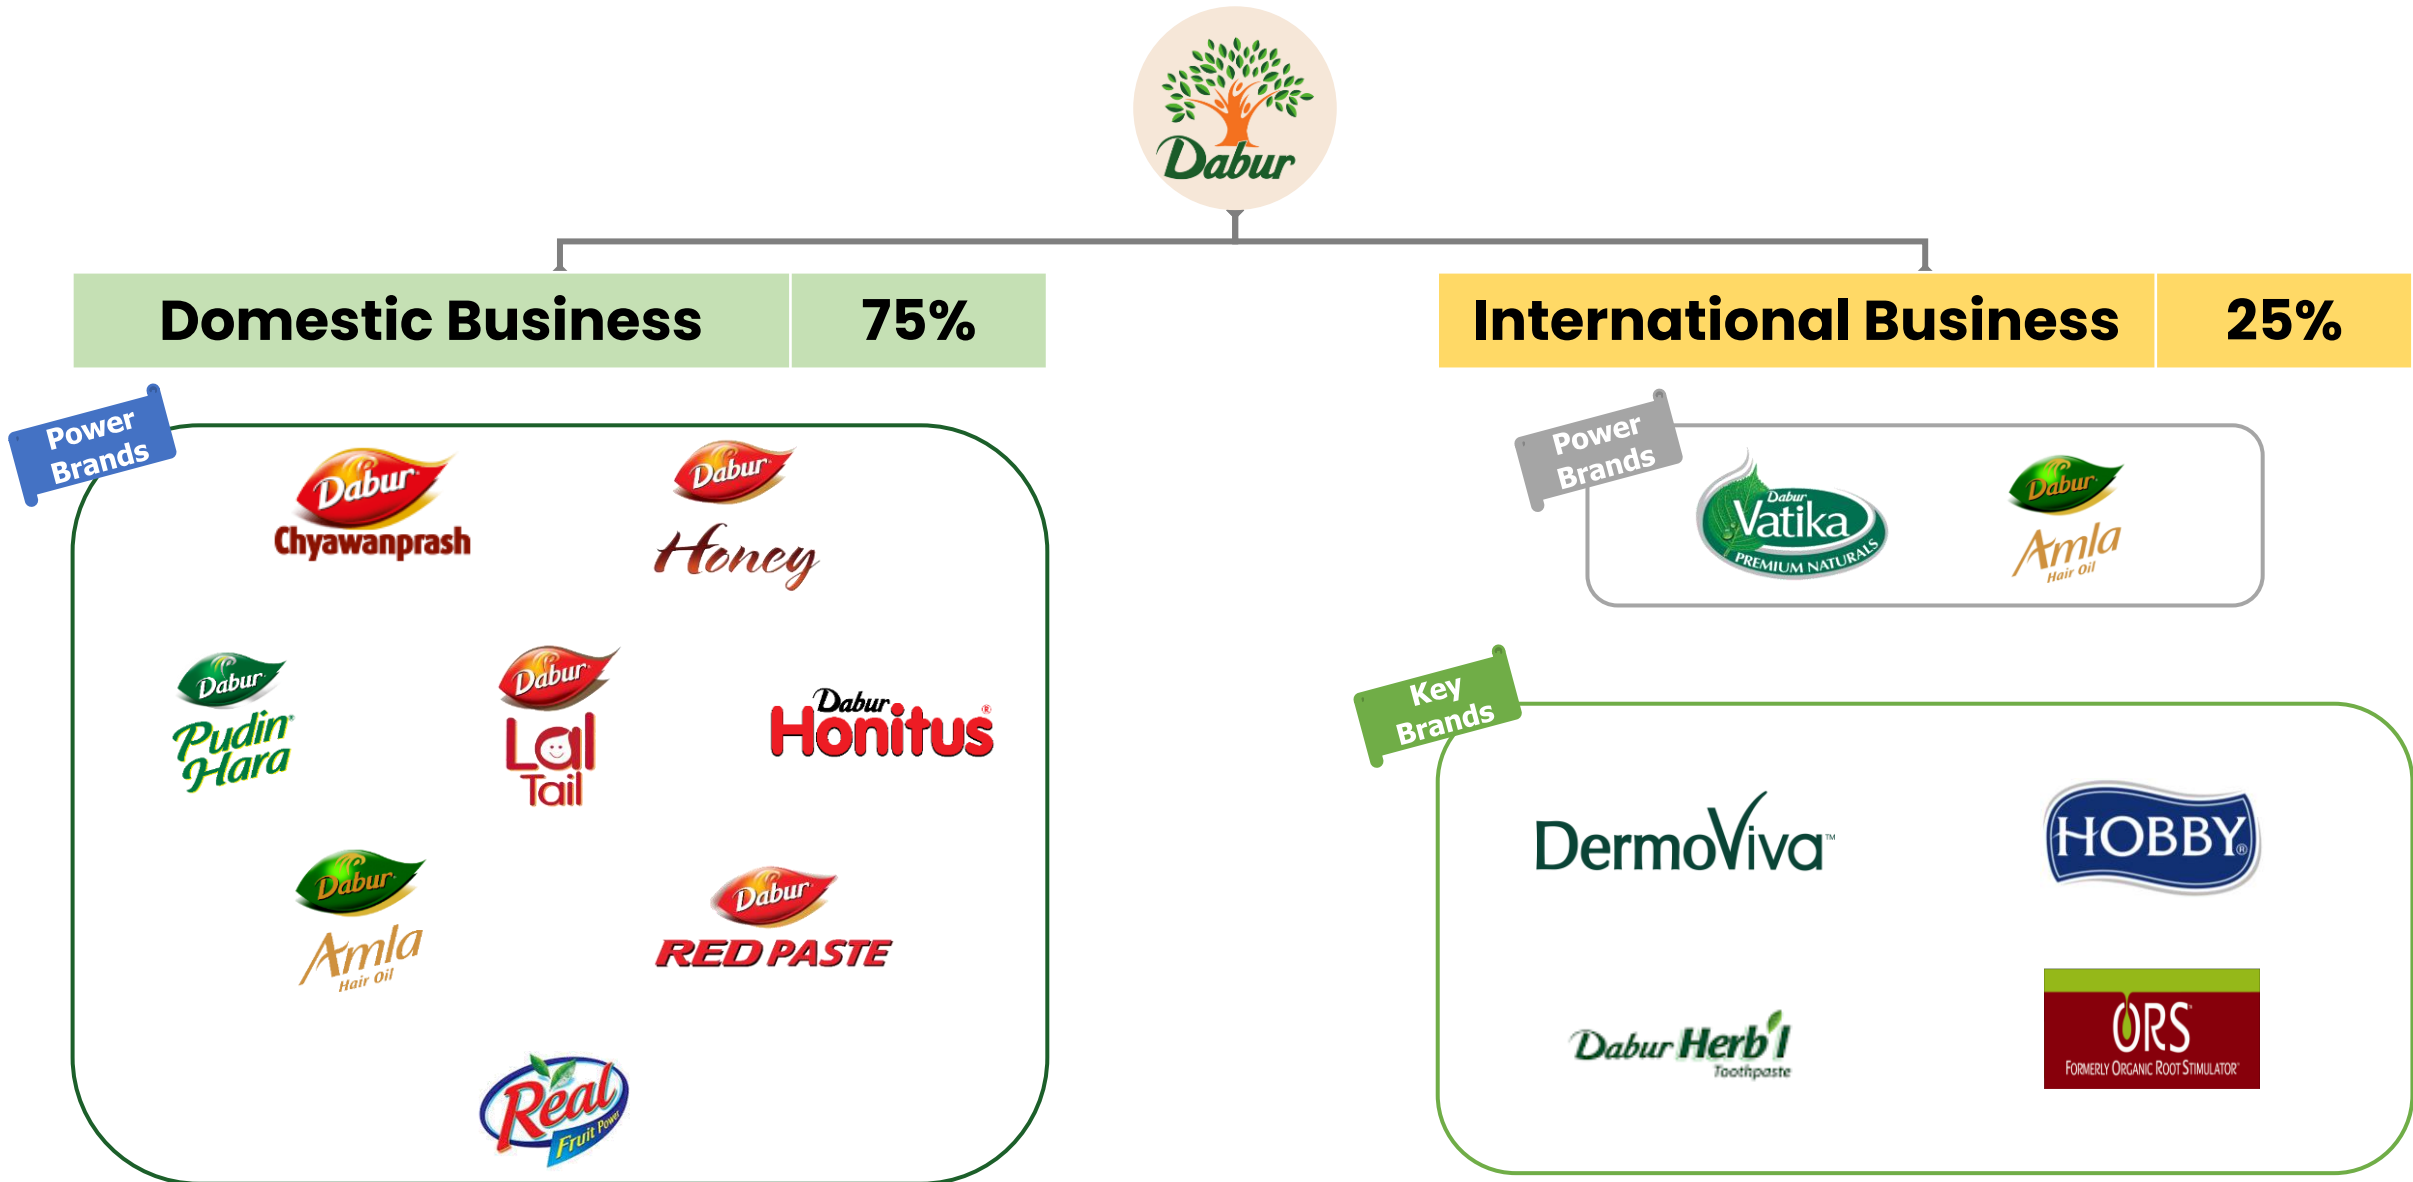 Dabur
Domestic Business 75%
International Business 25%
Power
Brands
Dabur
Chyawanprash
Dabur
Honey
Dabur
Pudin
Hara
Dabur
Lal
Tail
Dabur
Honitus®
Dabur
Amla
Hair Oil
Dabur
RED PASTE
Real
Fruit Power
Power
Brands
Dabur
Vatika
PREMIUM NATURALS
Dabur
Amla
Hair Oil
Key
Brands
DermoViva™
HOBBY®
Dabur Herb'l
Toothpaste
ORS
FORMERLY ORGANIC ROOT STIMULATOR